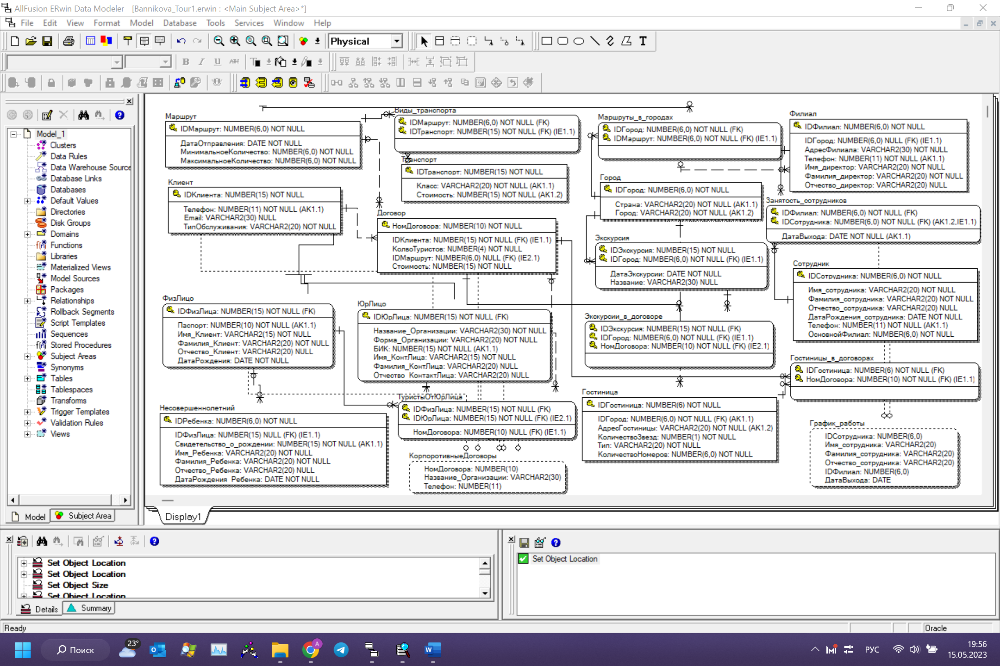 AllFusion ERwin Data Modeler - [Bannikova_Tour1.erwin : <Main Subject Area>*]
File Edit View Format Model Database Tools Services Window Help
Physical
Model_1
Clusters
Data Rules
Data Warehouse Source
Database Links
Databases
Default Values
Directories
Disk Groups
Domains
Functions
Libraries
Materialized Views
Model Sources
Packages
Relationships
Rollback Segments
Script Templates
Sequences
Stored Procedures
Subject Areas
Synonyms
Tables
Tablespaces
Transforms
Trigger Templates
Validation Rules
Views
Model
Subject Area
Маршрут
IDМаршрут: NUMBER(6,0) NOT NULL
ДатаОтправления: DATE NOT NULL
МинимальноеКоличество: NUMBER(6,0) NOT NULL
МаксимальноеКоличество: NUMBER(6,0) NOT NULL
Виды_транспорта
IDМаршрут: NUMBER(6,0) NOT NULL (FK)
IDТранспорт: NUMBER(15) NOT NULL (FK) (IE1.1)
Маршруты_в_городах
IDГород: NUMBER(6,0) NOT NULL (FK)
IDМаршрут: NUMBER(6,0) NOT NULL (FK) (IE1.1)
Филиал
IDФилиал: NUMBER(6,0) NOT NULL
IDГород: NUMBER(6,0) NULL (FK) (IE1.1)
АдресФилиала: VARCHAR2(30) NOT NULL
Телефон: NUMBER(11) NOT NULL (AK1.1)
Имя_директор: VARCHAR2(20) NOT NULL
Фамилия_директор: VARCHAR2(20) NOT NULL
Отчество_директор: VARCHAR2(20) NULL
Транспорт
IDТранспорт: NUMBER(15) NOT NULL
Класс: VARCHAR2(20) NOT NULL (AK1.1)
Стоимость: NUMBER(15) NOT NULL (AK1.2)
Клиент
IDКлиента: NUMBER(15) NOT NULL
Телефон: NUMBER(11) NOT NULL (AK1.1)
Email: VARCHAR2(30) NULL
ТипОбслуживания: VARCHAR2(20) NOT NULL
Город
IDГород: NUMBER(6,0) NOT NULL
Страна: VARCHAR2(20) NOT NULL (AK1.1)
Город: VARCHAR2(20) NOT NULL (AK1.2)
Занятость_сотрудников
IDФилиал: NUMBER(6,0) NOT NULL (FK)
IDСотрудника: NUMBER(6,0) NOT NULL (FK) (AK1.2,IE1.1)
ДатаВыхода: DATE NOT NULL (AK1.1)
Договор
НомДоговора: NUMBER(10) NOT NULL
IDКлиента: NUMBER(15) NOT NULL (FK) (IE1.1)
КолвоТуристов: NUMBER(4) NOT NULL
IDМаршрут: NUMBER(6,0) NULL (FK) (IE2.1)
Стоимость: NUMBER(15) NOT NULL
Экскурсия
IDЭкскурсия: NUMBER(15) NOT NULL
IDГород: NUMBER(6,0) NOT NULL (FK) (IE1.1)
ДатаЭкскурсии: DATE NOT NULL
Название: VARCHAR2(30) NULL
Сотрудник
IDСотрудника: NUMBER(6,0) NOT NULL
Имя_сотрудника: VARCHAR2(20) NOT NULL
Фамилия_сотрудника: VARCHAR2(20) NOT NULL
Отчество_сотрудника: VARCHAR2(20) NULL
ДатаРождения_сотрудника: DATE NOT NULL
Телефон: NUMBER(11) NOT NULL (AK1.1)
ОсновнойФилиал: NUMBER(6,0) NOT NULL
ФизЛицо
IDФизЛица: NUMBER(15) NOT NULL (FK)
Паспорт: NUMBER(10) NOT NULL (AK1.1)
Имя_Клиент: VARCHAR2(15) NOT NULL
Фамилия_Клиент: VARCHAR2(20) NOT NULL
Отчество_Клиент: VARCHAR2(20) NULL
ДатаРождения: DATE NOT NULL
ЮрЛицо
IDЮрЛица: NUMBER(15) NOT NULL (FK)
Название_Организации: VARCHAR2(30) NOT NULL
Форма_Организации: VARCHAR2(20) NOT NULL
БИК: NUMBER(15) NOT NULL (AK1.1)
Имя_КонтЛица: VARCHAR2(15) NOT NULL
Фамилия_КонтЛица: VARCHAR2(20) NOT NULL
Отчество_КонтактЛица: VARCHAR2(20) NULL
Экскурсии_в_договоре
IDЭкскурсия: NUMBER(15) NOT NULL (FK)
IDГород: NUMBER(6,0) NOT NULL (FK) (IE1.1)
НомДоговора: NUMBER(10) NOT NULL (FK) (IE2.1)
Гостиницы_в_договорах
IDГостиница: NUMBER(6) NOT NULL (FK)
НомДоговора: NUMBER(10) NOT NULL (FK) (IE1.1)
Несовершеннолетний
IDРебенка: NUMBER(6,0) NOT NULL
IDФизЛица: NUMBER(15) NULL (FK) (IE1.1)
Свидетельство_о_рождении: NUMBER(15) NOT NULL (AK1.1)
Имя_Ребенка: VARCHAR2(20) NOT NULL
Фамилия_Ребенка: VARCHAR2(20) NOT NULL
Отчество_Ребенка: VARCHAR2(20) NULL
ДатаРождения_Ребенка: DATE NOT NULL
ТуристыОтЮрЛица
IDФизЛица: NUMBER(15) NOT NULL (FK)
IDЮрЛица: NUMBER(15) NOT NULL (FK) (IE2.1)
НомДоговора: NUMBER(10) NULL (FK) (IE1.1)
Гостиница
IDГостиница: NUMBER(6) NOT NULL
IDГород: NUMBER(6,0) NOT NULL (FK) (AK1.1)
АдресГостиницы: VARCHAR2(20) NOT NULL (AK1.2)
КоличествоЗвезд: NUMBER(1) NOT NULL
Тип: VARCHAR2(20) NOT NULL
КоличествоНомеров: NUMBER(6,0) NOT NULL
График_работы
IDСотрудника: NUMBER(6,0)
Имя_сотрудника: VARCHAR2(20)
Фамилия_сотрудника: VARCHAR2(20)
Отчество_сотрудника: VARCHAR2(20)
IDФилиал: NUMBER(6,0)
ДатаВыхода: DATE
КорпоротивныеДоговоры
НомДоговора: NUMBER(10)
Название_Организации: VARCHAR2(30)
Телефон: NUMBER(11)
Display1
Set Object Location
Set Object Location
Set Object Size
Set Object Location
Details
Summary
Set Object Location
Ready
Oracle
23°
Поиск
РУС
19:56
15.05.2023